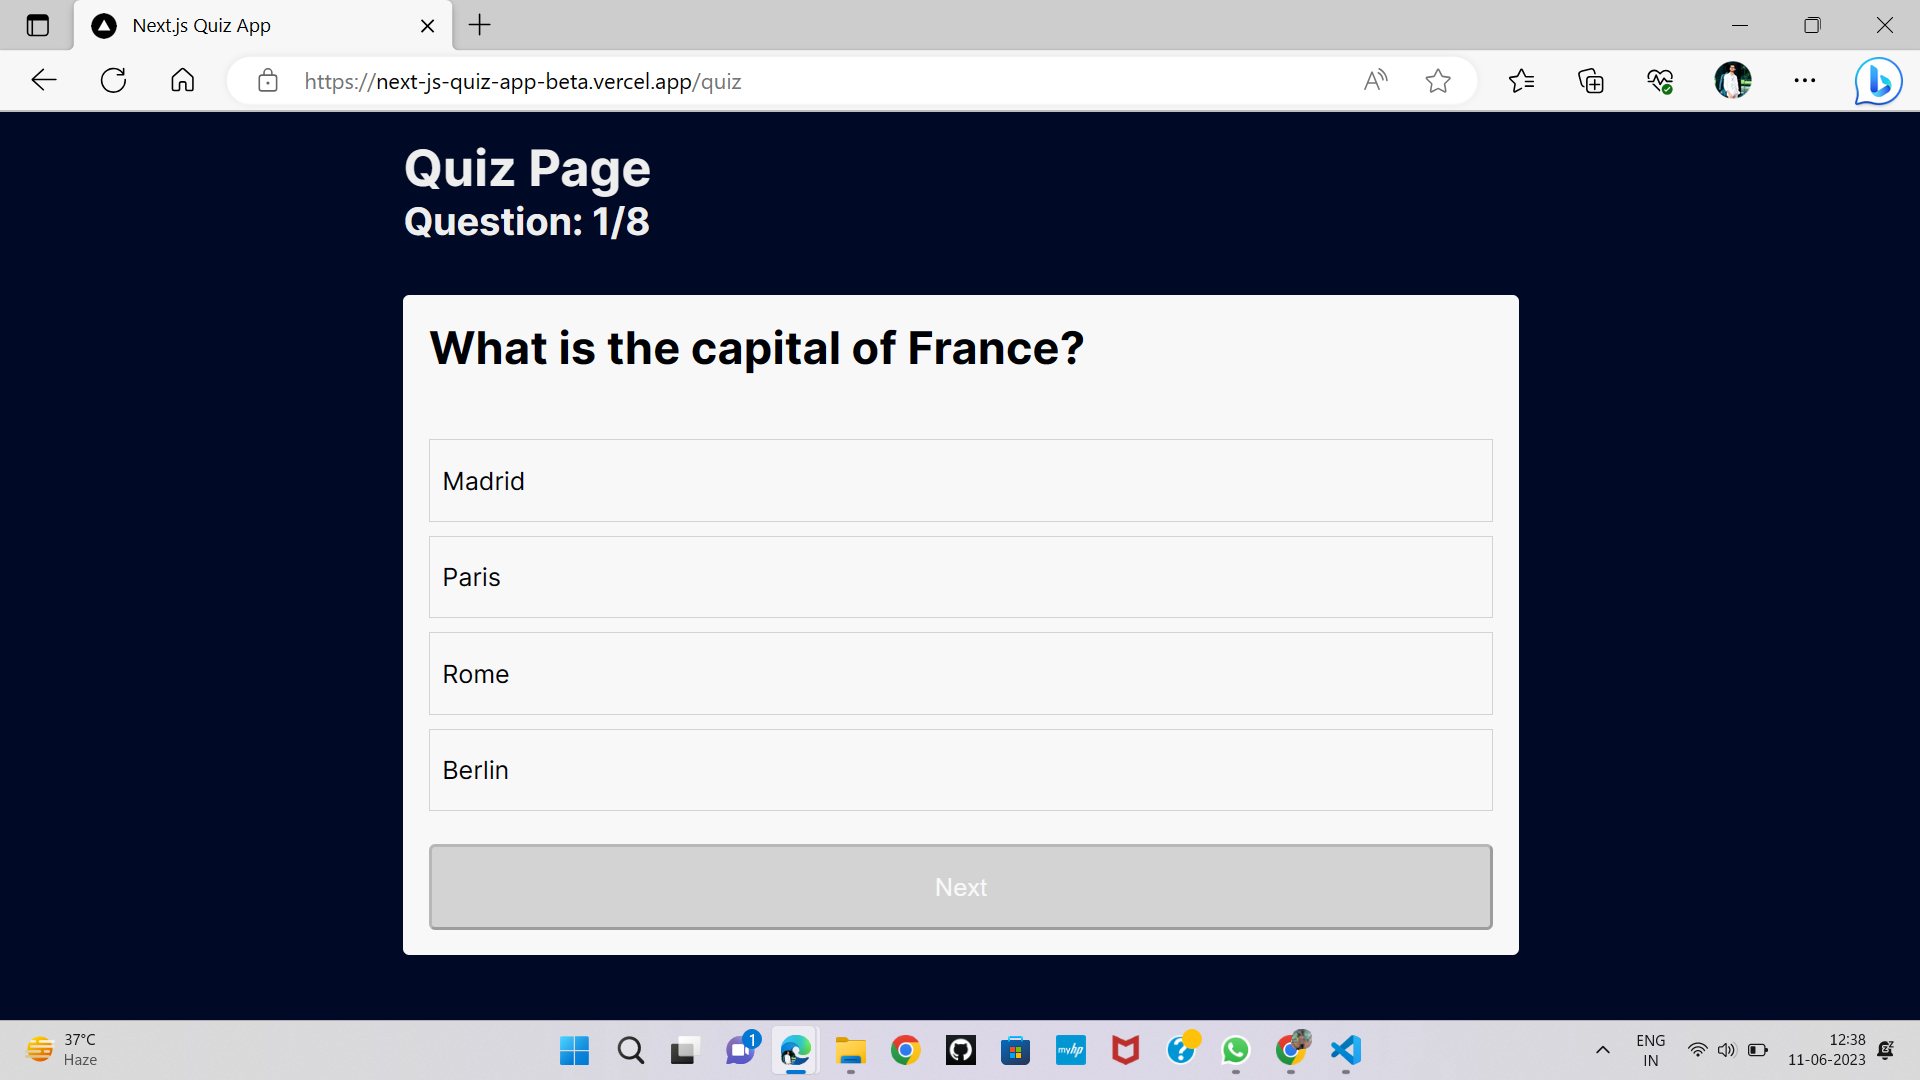 Next.js Quiz App
https://next-js-quiz-app-beta.vercel.app/quiz
Quiz Page
Question: 1/8
What is the capital of France?
Madrid
Paris
Rome
Berlin
Next
37°C
Haze
1
myhp
ENG
IN
12:38
11-06-2023